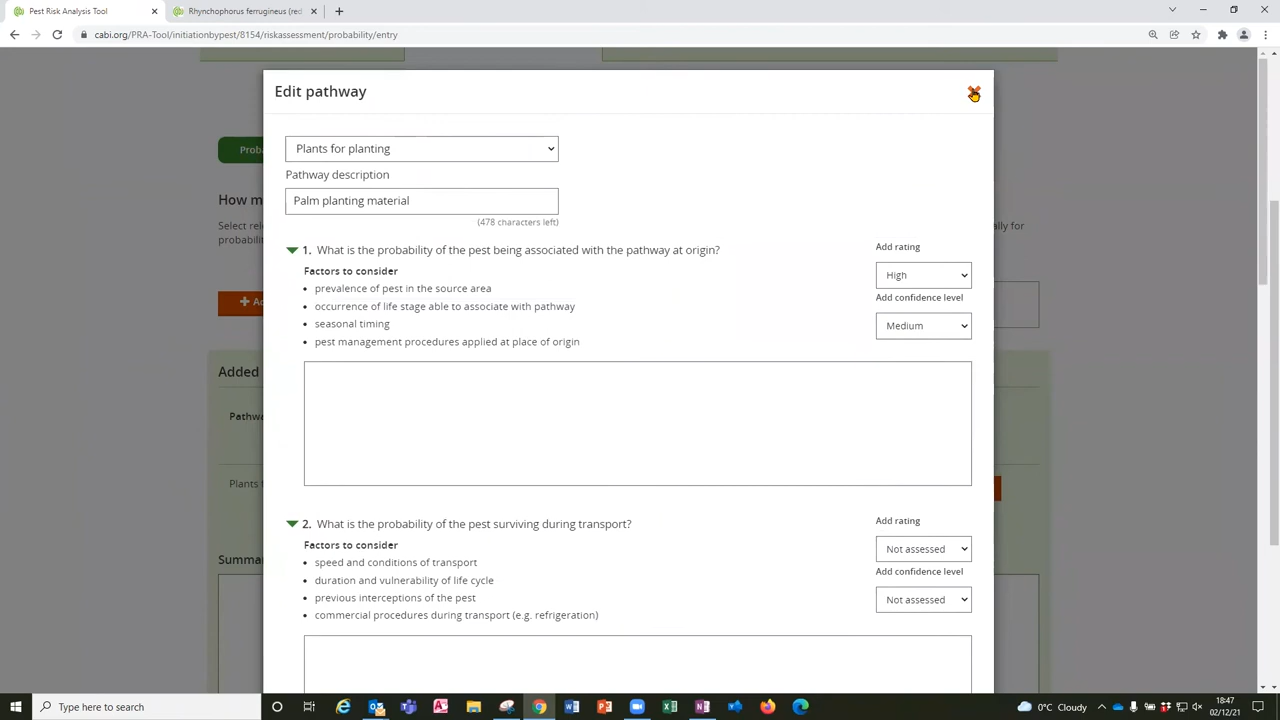 Pest Risk Analysis Tool
Rhynchophorus ferrugineus (red
cabi.org/PRA-Tool/initiationbypest/8154/riskassessment/probability/entry
Edit pathway
Plants for planting
Pathway description
Palm planting material
(478 characters left)
Proba
How m
Select rel
ally for
probabilit
Ad
Added
Pathwa
Plants f
Summar
1. What is the probability of the pest being associated with the pathway at origin?
Add rating
High
Add confidence level
Medium
Factors to consider
prevalence of pest in the source area
occurrence of life stage able to associate with pathway
seasonal timing
pest management procedures applied at place of origin
2. What is the probability of the pest surviving during transport?
Add rating
Not assessed
Add confidence level
Not assessed
Factors to consider
speed and conditions of transport
duration and vulnerability of life cycle
previous interceptions of the pest
commercial procedures during transport (e.g. refrigeration)
Type here to search
0°C Cloudy
18:47
02/12/21